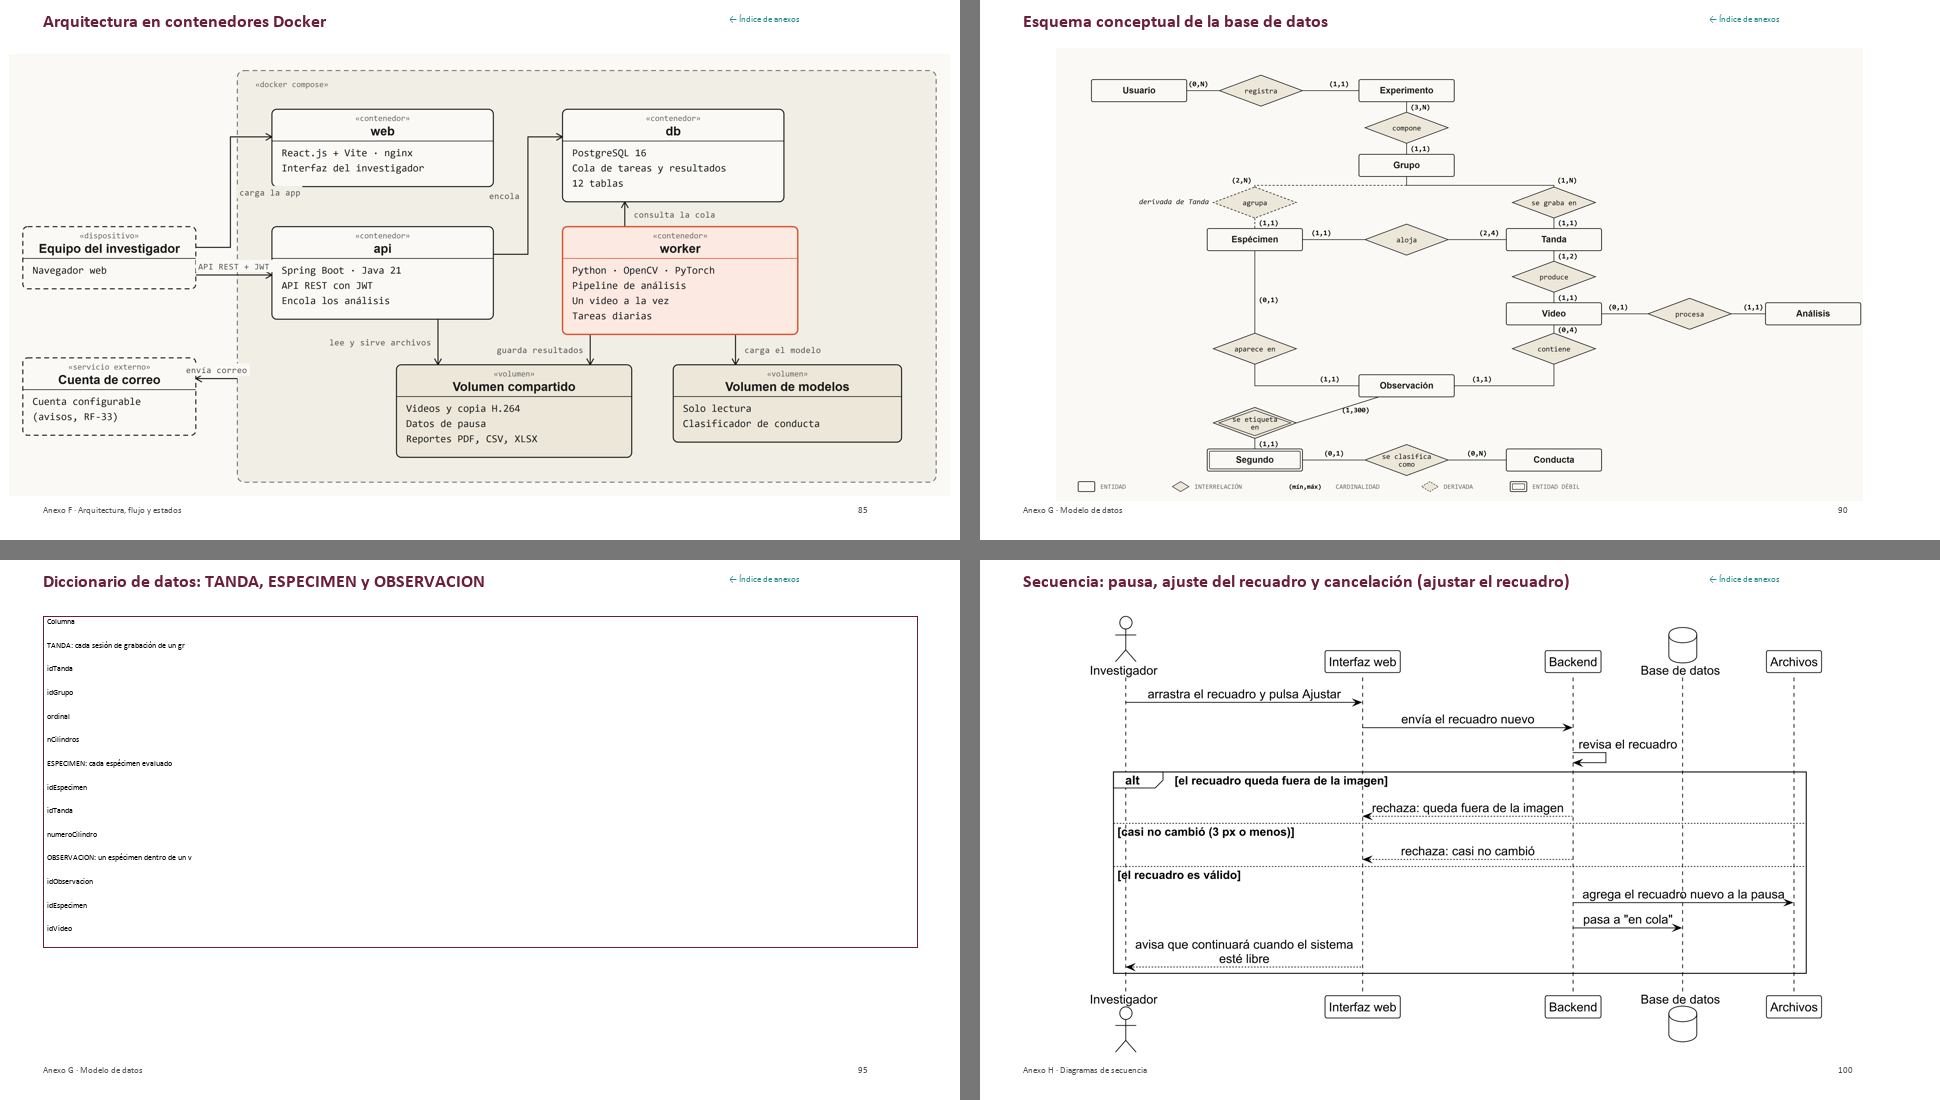 Arquitectura en contenedores Docker
← Índice de anexos
«docker compose»
«contenedor»
web
React.js + Vite · nginx
Interfaz del investigador
«contenedor»
db
PostgreSQL 16
Cola de tareas y resultados
12 tablas
carga la app
encola
consulta la cola
«dispositivo»
Equipo del investigador
Navegador web
API REST + JWT
«contenedor»
api
Spring Boot · Java 21
API REST con JWT
Encola los análisis
«contenedor»
worker
Python · OpenCV · PyTorch
Pipeline de análisis
Un video a la vez
Tareas diarias
lee y sirve archivos
guarda resultados
carga el modelo
«servicio externo»
Cuenta de correo
Cuenta configurable
(avisos, RF-33)
envía correo
«volumen»
Volumen compartido
Videos y copia H.264
Datos de pausa
Reportes PDF, CSV, XLSX
«volumen»
Volumen de modelos
Solo lectura
Clasificador de conducta
Anexo F · Arquitectura, flujo y estados
85
Esquema conceptual de la base de datos
← Índice de anexos
Usuario
(0,N)
registra
(1,1)
Experimento
(3,N)
compone
(1,1)
Grupo
(2,N)
(1,N)
derivada de Tanda
agrupa
se graba en
(1,1)
(1,1)
Espécimen
(1,1)
aloja
(2,4)
Tanda
(1,2)
produce
(0,1)
(1,1)
Video
(0,1)
procesa
(1,1)
Análisis
(0,4)
aparece en
contiene
(1,1)
Observación
(1,1)
(1,300)
se etiqueta
en
(1,1)
Segundo
(0,1)
se clasifica
como
(0,N)
Conducta
ENTIDAD
INTERRELACIÓN
(mín,máx)
CARDINALIDAD
DERIVADA
ENTIDAD DÉBIL
Anexo G · Modelo de datos
90
Diccionario de datos: TANDA, ESPECIMEN y OBSERVACION
← Índice de anexos
Columna
TANDA: cada sesión de grabación de un gr
idTanda
idGrupo
ordinal
nCilindros
ESPECIMEN: cada espécimen evaluado
idEspecimen
idTanda
numeroCilindro
OBSERVACION: un espécimen dentro de un v
idObservacion
idEspecimen
idVideo
Anexo G · Modelo de datos
95
Secuencia: pausa, ajuste del recuadro y cancelación (ajustar el recuadro)
← Índice de anexos
Investigador
Interfaz web
Backend
Base de datos
Archivos
arrastra el recuadro y pulsa Ajustar
envía el recuadro nuevo
revisa el recuadro
alt
[el recuadro queda fuera de la imagen]
rechaza: queda fuera de la imagen
[casi no cambió (3 px o menos)]
rechaza: casi no cambió
[el recuadro es válido]
agrega el recuadro nuevo a la pausa
pasa a "en cola"
avisa que continuará cuando el sistema
esté libre
Investigador
Interfaz web
Backend
Base de datos
Archivos
Anexo H · Diagramas de secuencia
100